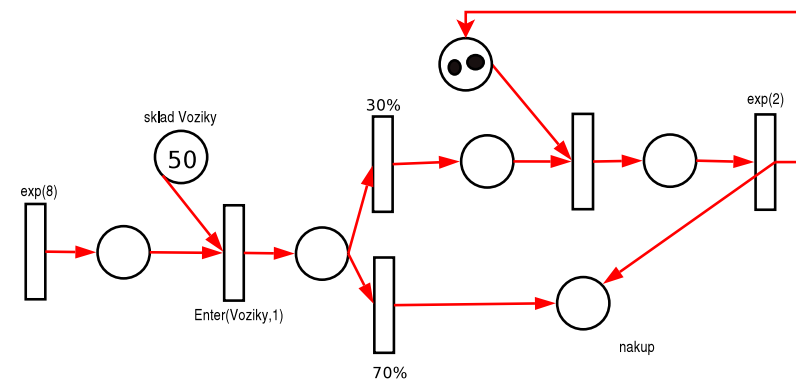 30%
exp(2)
sklad Voziky
50
exp(8)
Enter(Voziky,1)
nakup
70%